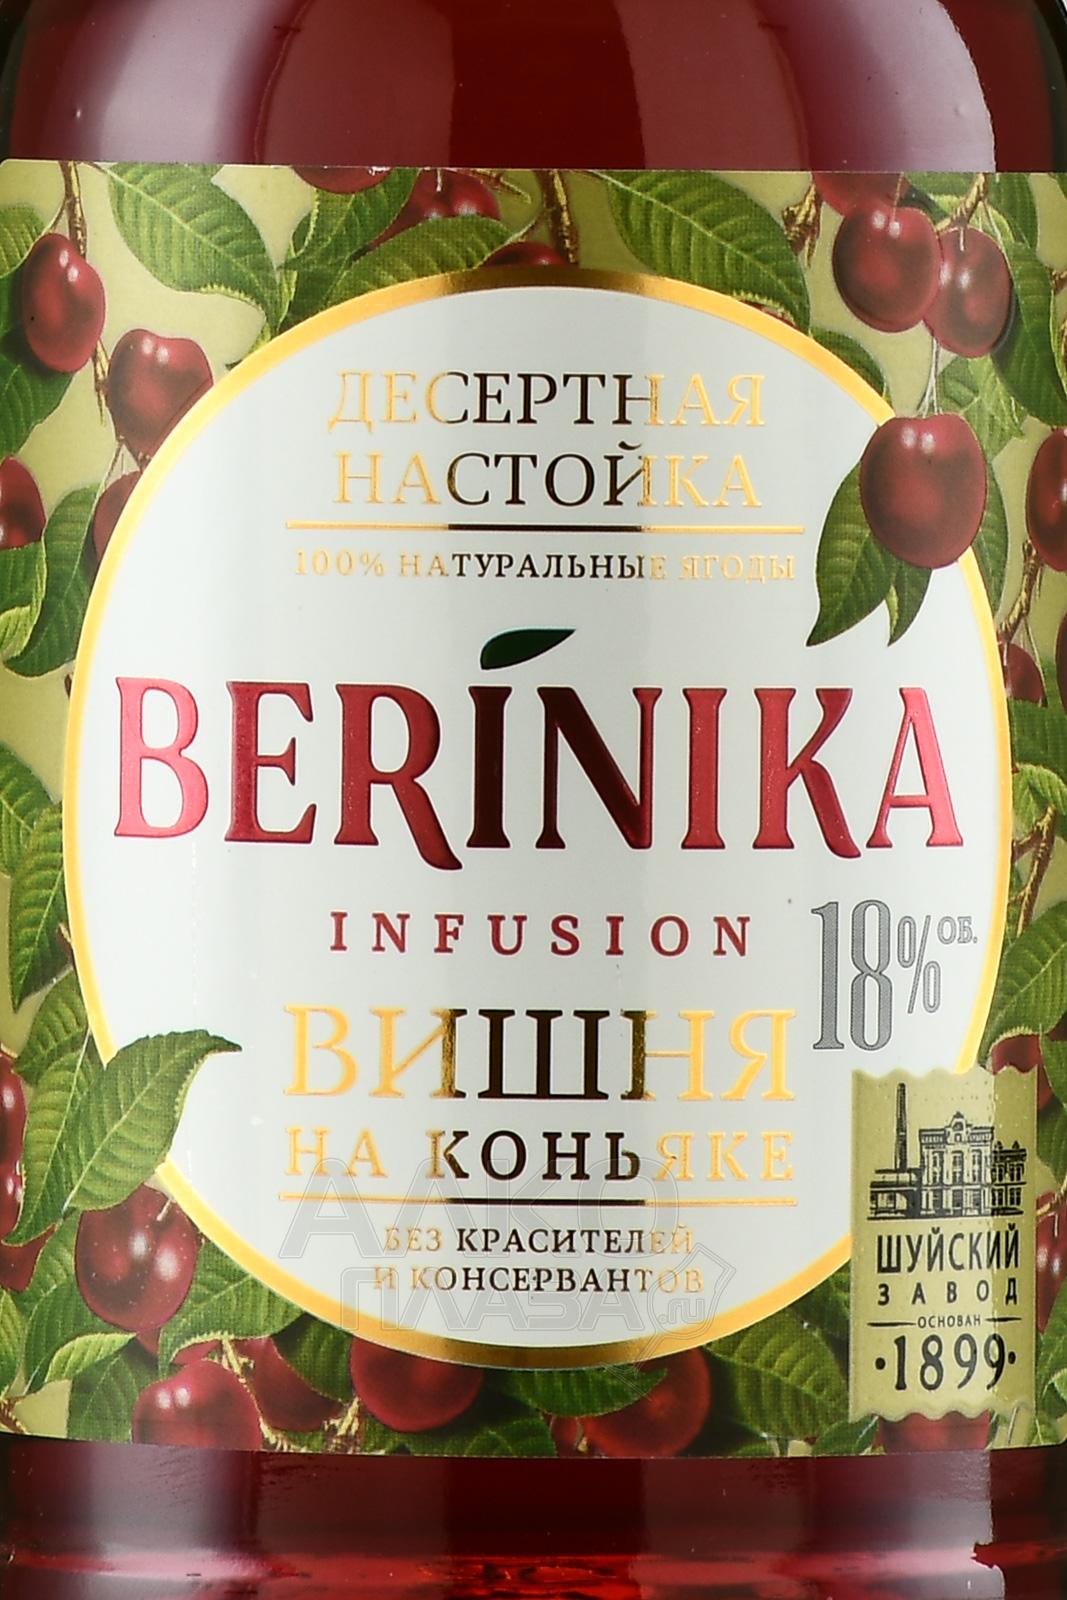 ДЕСЕРТНАЯ
НАСТОЙКА
100% НАТУРАЛЬНЫЕ ЯГОДЫ
BERÍNIKA
INFUSION
18% ОБ.
ВИШНЯ
НА КОНЬЯКЕ
БЕЗ КРАСИТЕЛЕЙ
И КОНСЕРВАНТОВ
АЛКО
ПЛАЗА.ru
ШУЙСКИЙ
ЗАВОД
ОСНОВАН
·1899·